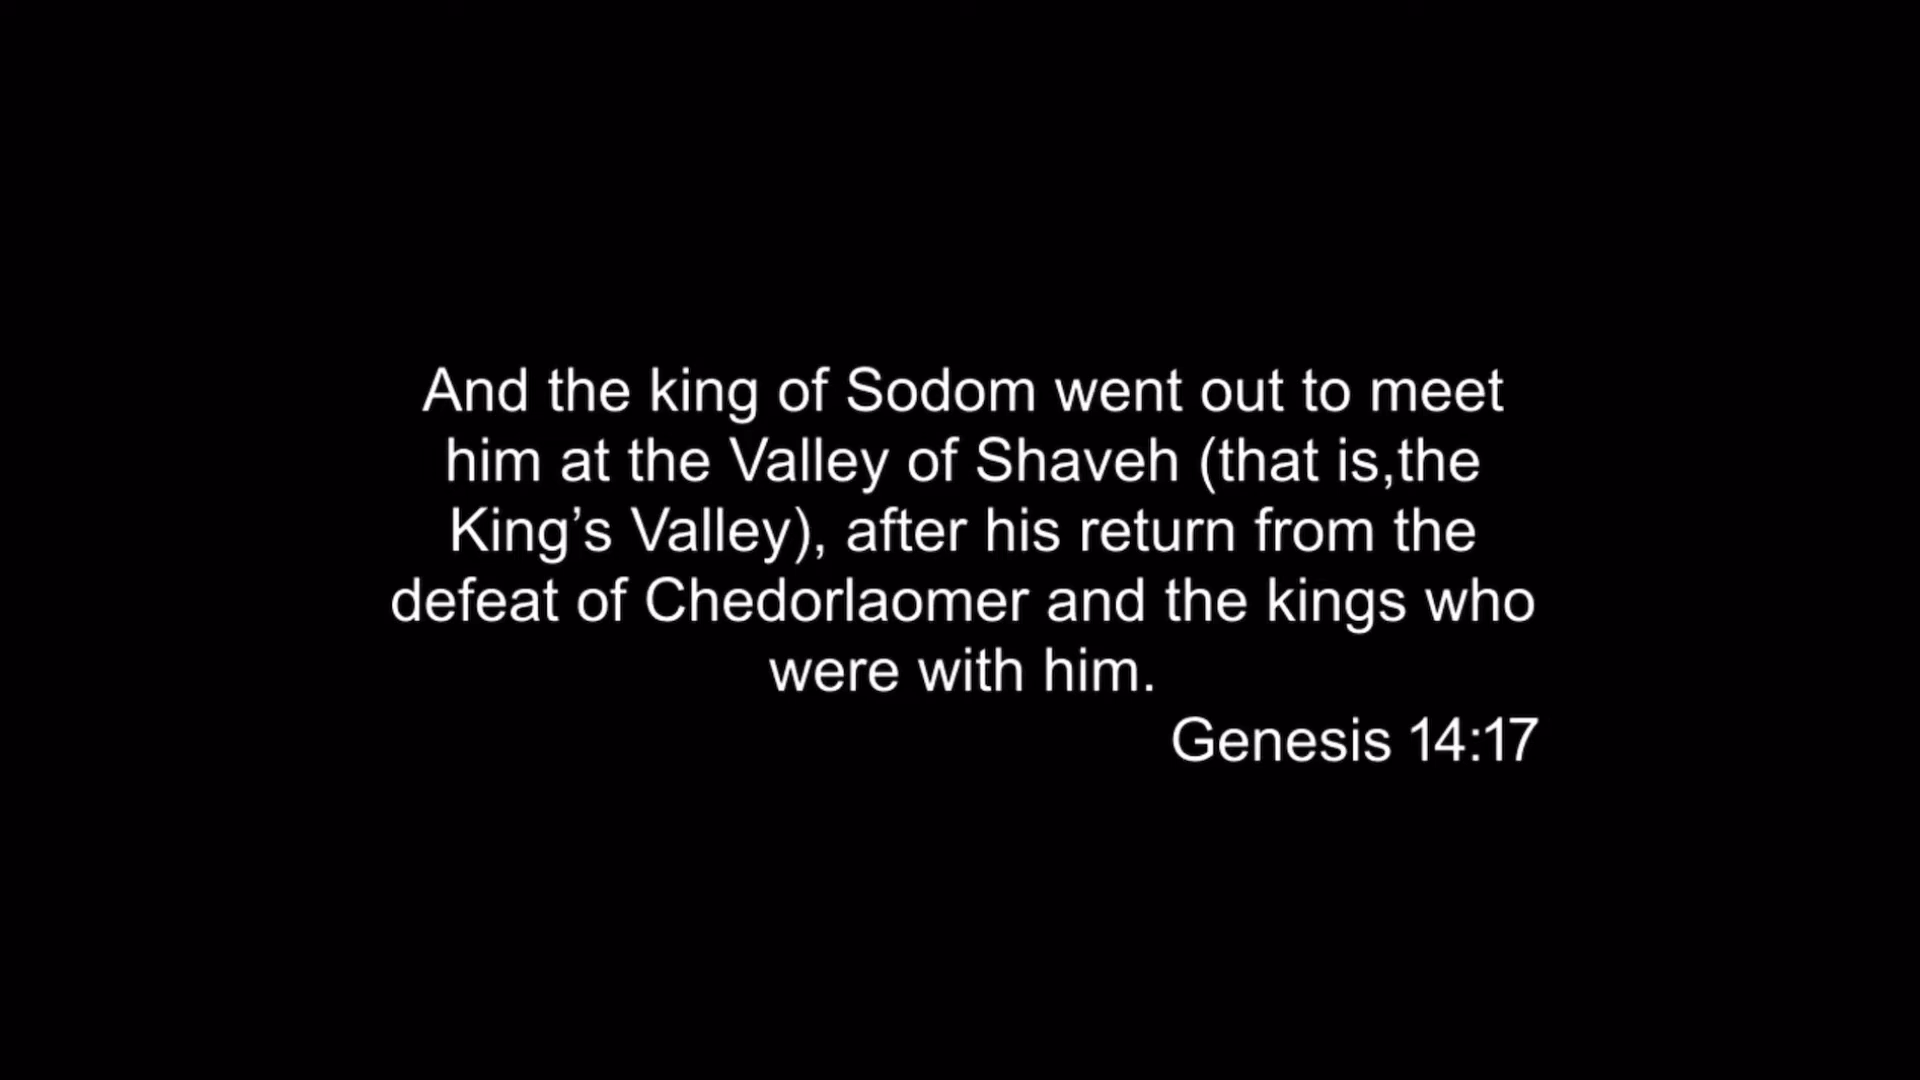 And the king of Sodom went out to meet
him at the Valley of Shaveh (that is,the
King’s Valley), after his return from the
defeat of Chedorlaomer and the kings who
were with him.
Genesis 14:17